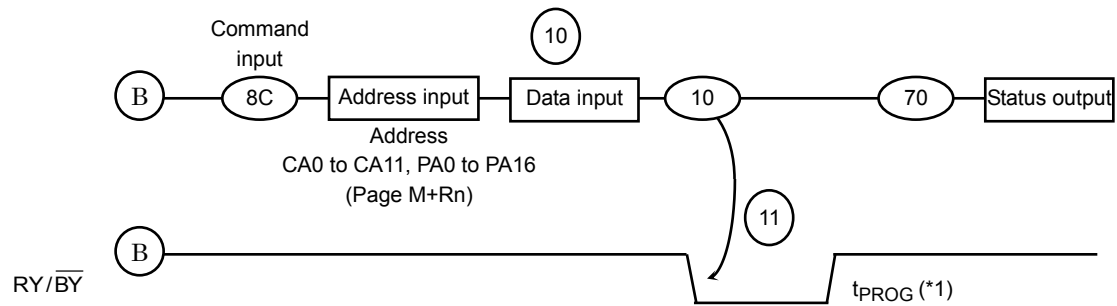 Command
input
10
B
8C
Address input
Data input
10
70
Status output
Address
CA0 to CA11, PA0 to PA16
(Page M+Rn)
11
B
RY/BY
tPROG (*1)